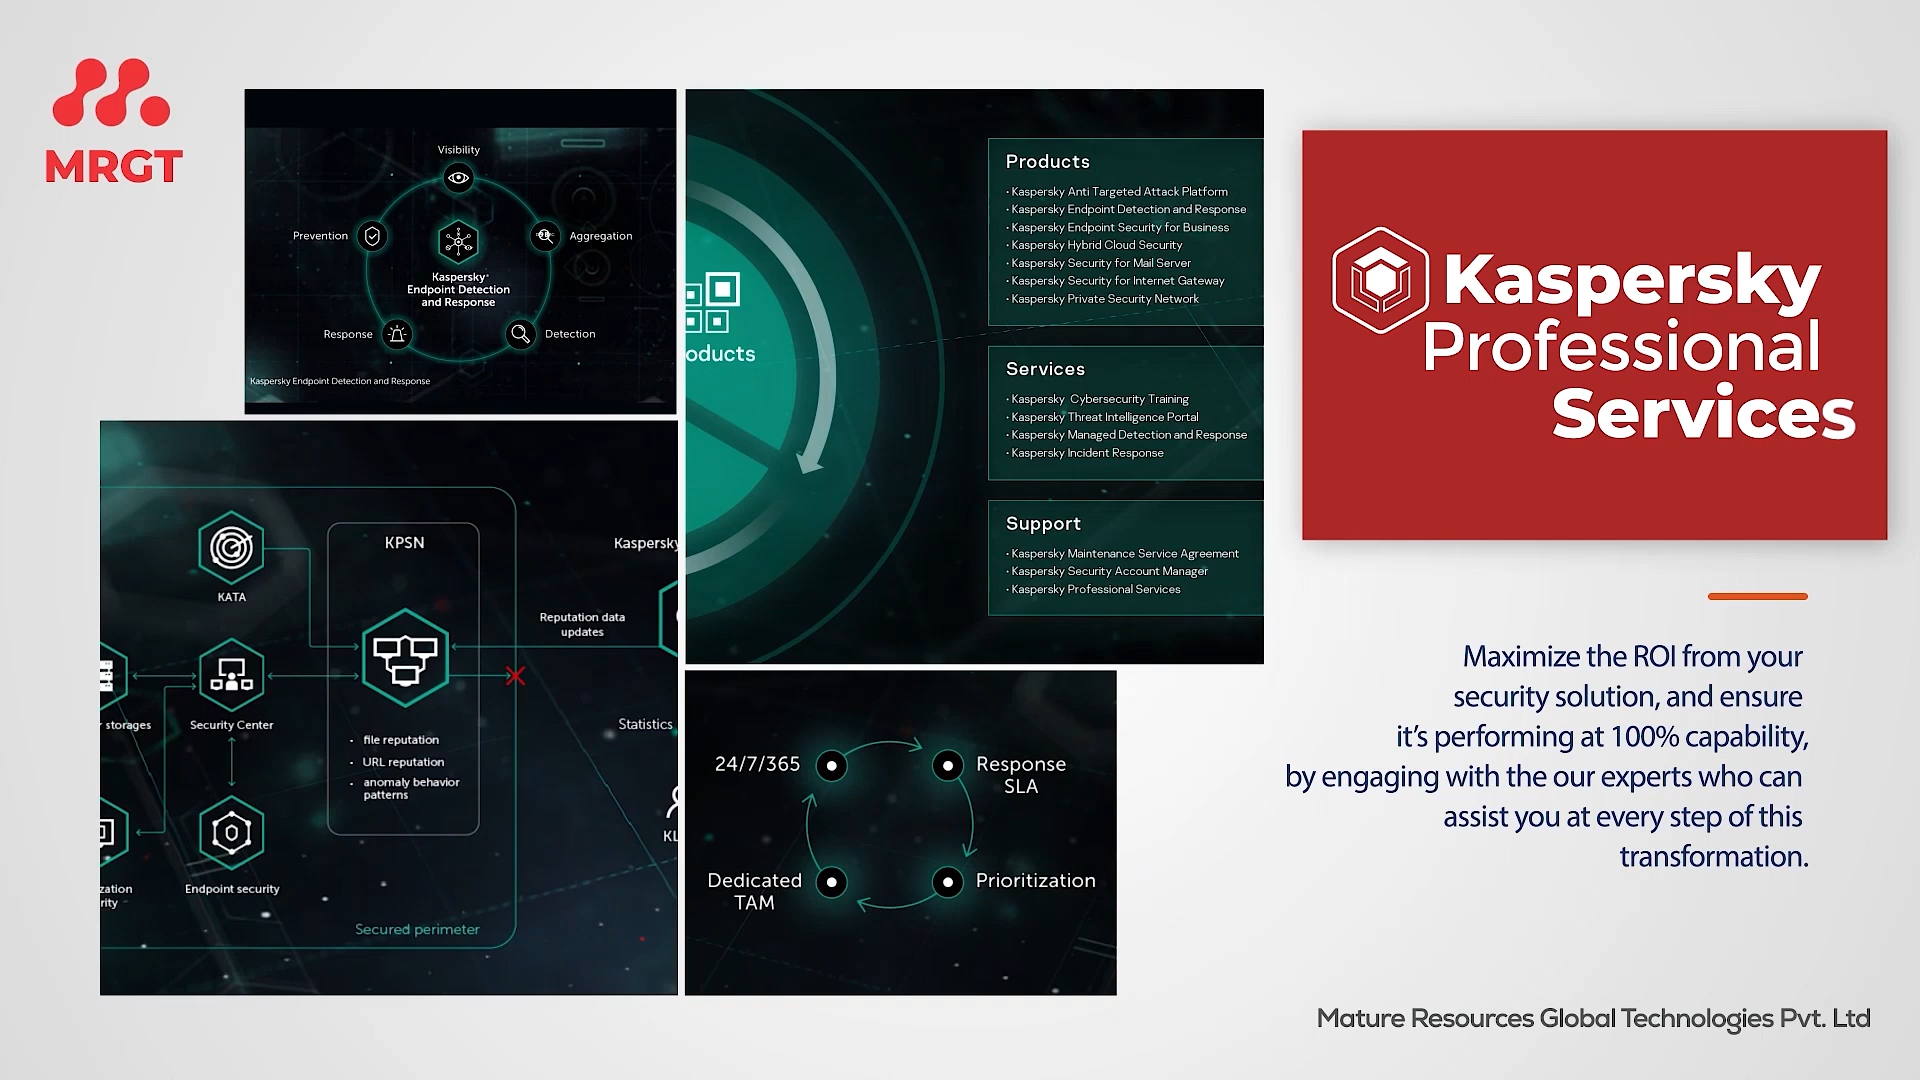 MRGT
Visibility
Prevention
Aggregation
Kaspersky
Endpoint Detection
and Response
Response
Detection
Kaspersky Endpoint Detection and Response
oducts
Products
· Kaspersky Anti Targeted Attack Platform
· Kaspersky Endpoint Detection and Response
· Kaspersky Endpoint Security for Business
· Kaspersky Hybrid Cloud Security
· Kaspersky Security for Mail Server
· Kaspersky Security for Internet Gateway
· Kaspersky Private Security Network
Services
· Kaspersky Cybersecurity Training
· Kaspersky Threat Intelligence Portal
· Kaspersky Managed Detection and Response
· Kaspersky Incident Response
Support
· Kaspersky Maintenance Service Agreement
· Kaspersky Security Account Manager
· Kaspersky Professional Services
KPSN
Kaspersky
KATA
Reputation data
updates
storages
Security Center
Statistics
· file reputation
· URL reputation
· anomaly behavior
patterns
KL
zation
rity
Endpoint security
Secured perimeter
24/7/365
Response
SLA
Dedicated
TAM
Prioritization
Kaspersky
Professional
Services
Maximize the ROI from your
security solution, and ensure
it's performing at 100% capability,
by engaging with the our experts who can
assist you at every step of this
transformation.
Mature Resources Global Technologies Pvt. Ltd